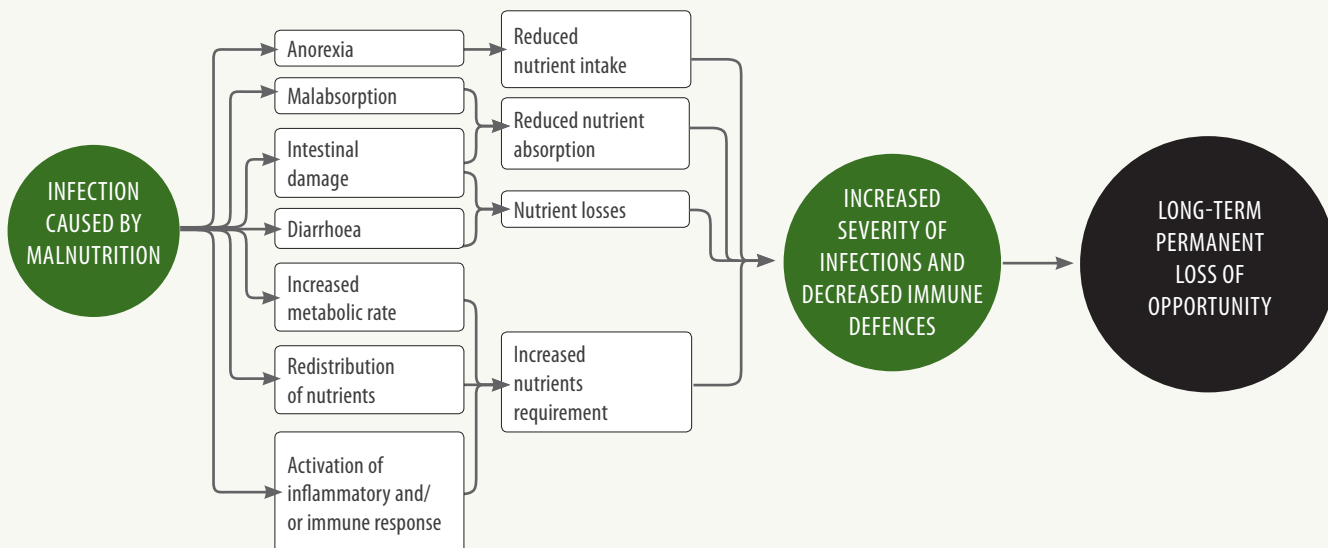 INFECTION
CAUSED BY
MALNUTRITION
Anorexia
Malabsorption
Intestinal
damage
Diarrhoea
Increased
metabolic rate
Redistribution
of nutrients
Activation of
inflammatory and/
or immune response
Reduced
nutrient intake
Reduced nutrient
absorption
Nutrient losses
Increased
nutrients
requirement
INCREASED
SEVERITY OF
INFECTIONS AND
DECREASED IMMUNE
DEFENCES
LONG-TERM
PERMANENT
LOSS OF
OPPORTUNITY